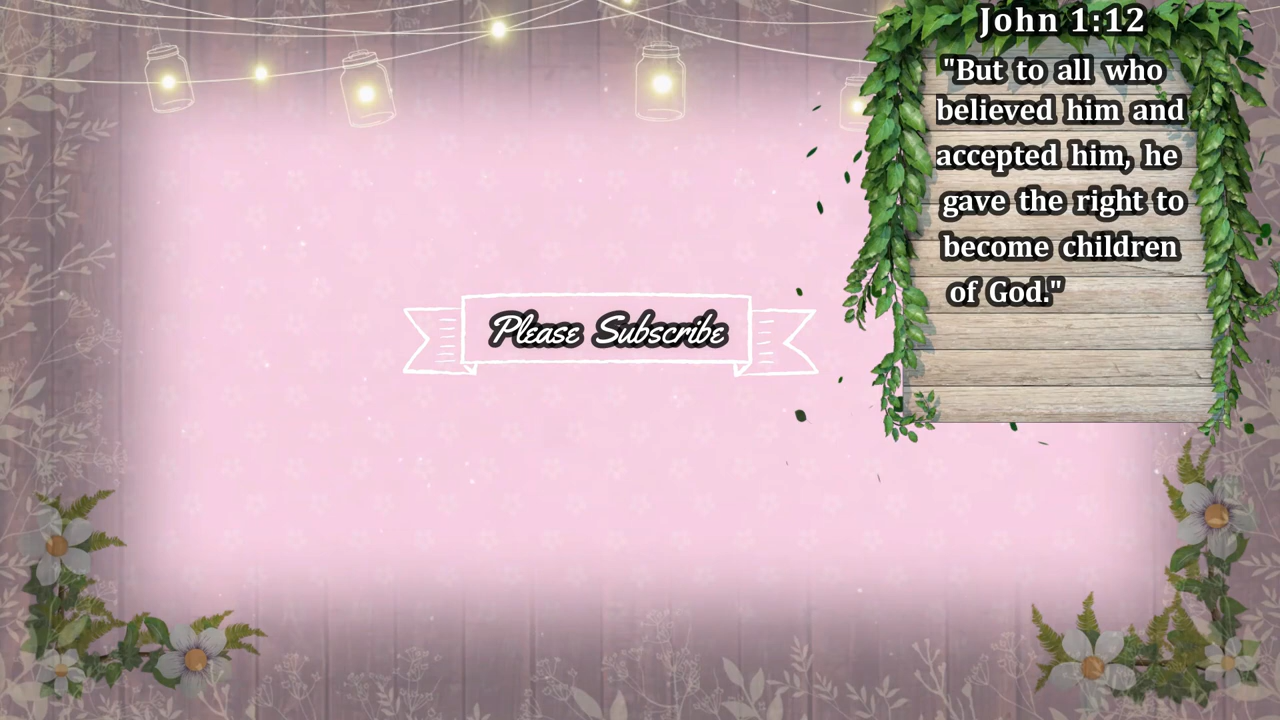 John 1:12
"But to all who
believed him and
accepted him, he
gave the right to
become children
of God."
Please Subscribe